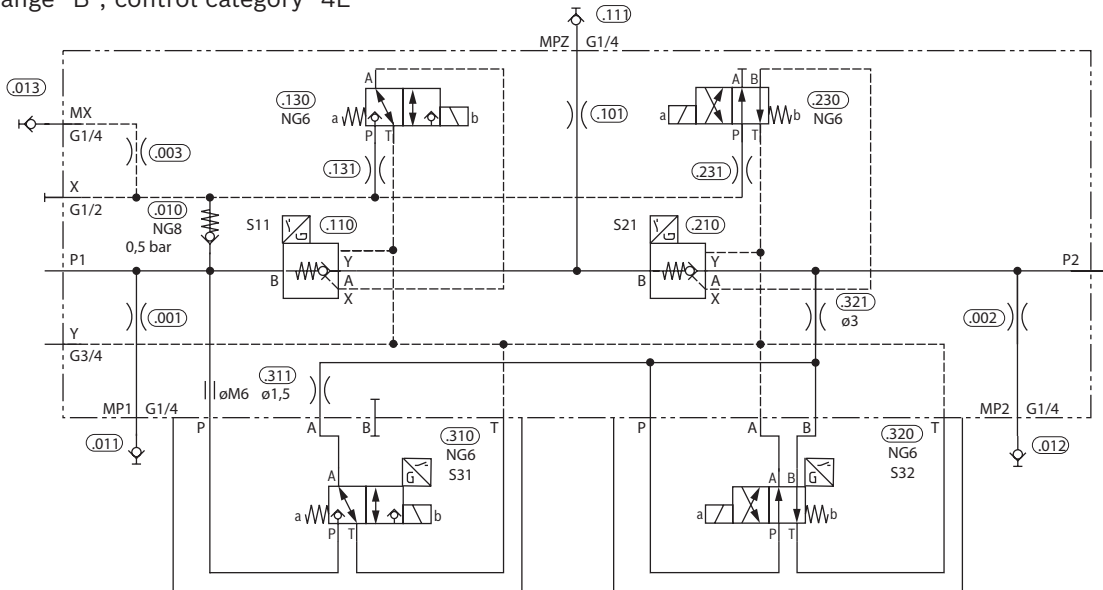 ange "B", control category "4E"
.111
MPZ G1/4
.013
MX
G1/4
.003
X
G1/2
.130
NG6
A
a
b
P T
.131
.101
A B
a
b
P T
.230
NG6
.231
.010
NG8
0,5 bar
S11
.110
B
Y
A
X
S21
.210
B
Y
A
X
P1
P2
.001
.321
ø3
.002
Y
G3/4
øM6
.311
ø1,5
MP1 G1/4
P
A
B
T
P
A
B
T
MP2 G1/4
.011
.310
NG6
S31
.320
NG6
S32
.012
A
a
b
P T
A B
a
b
P T
G
G
G
G